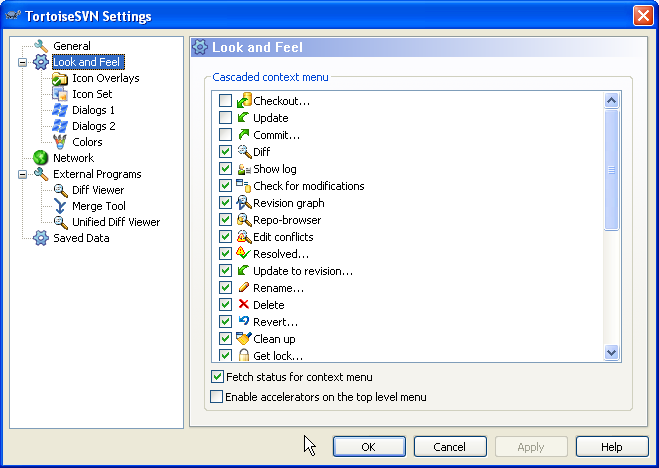 TortoiseSVN Settings
General
Look and Feel
Icon Overlays
Icon Set
Dialogs 1
Dialogs 2
Colors
Network
External Programs
Diff Viewer
Merge Tool
Unified Diff Viewer
Saved Data
Look and Feel
Cascaded context menu
Checkout...
Update
Commit...
Diff
Show log
Check for modifications
Revision graph
Repo-browser
Edit conflicts
Resolved...
Update to revision...
Rename...
Delete
Revert...
Clean up
Get lock...
Fetch status for context menu
Enable accelerators on the top level menu
OK
Cancel
Apply
Help